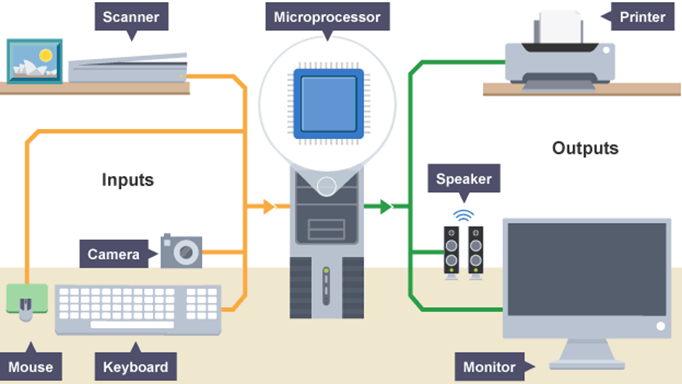 Scanner
Microprocessor
Printer
Inputs
Outputs
Speaker
Camera
Mouse
Keyboard
Monitor